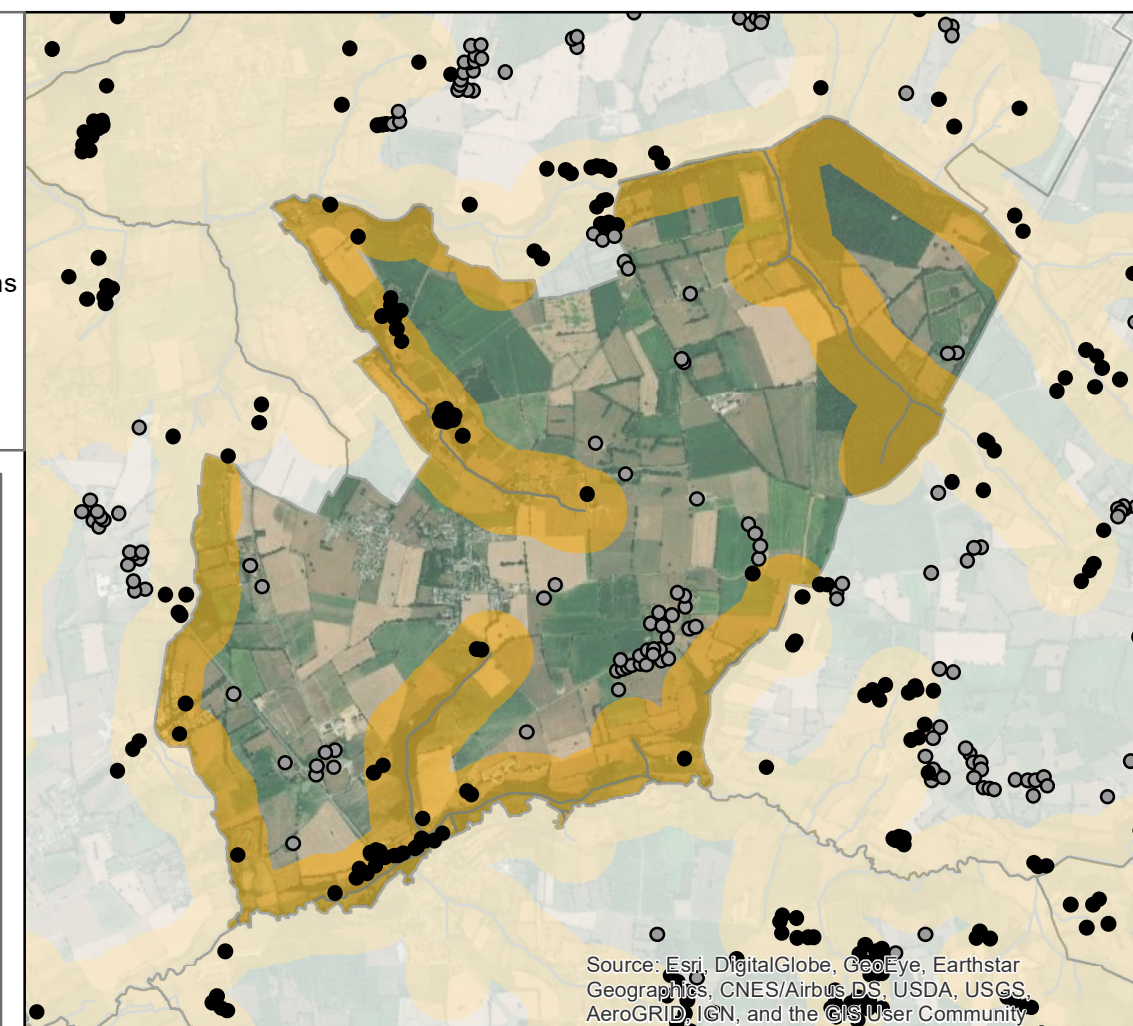 ns
Source: Esri, DigitalGlobe, GeoEye, Earthstar
Geographics, CNES/Airbus DS, USDA, USGS,
AeroGRID, IGN, and the GIS User Community